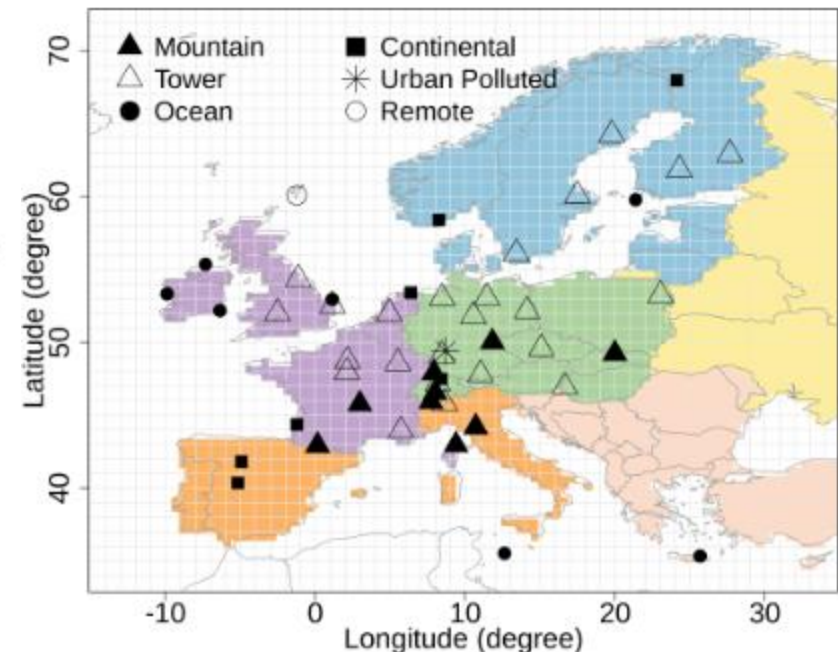 Mountain
Continental
Tower
Urban Polluted
Ocean
Remote
70
60
50
40
Latitude (degree)
-10 0 10 20 30
Longitude (degree)